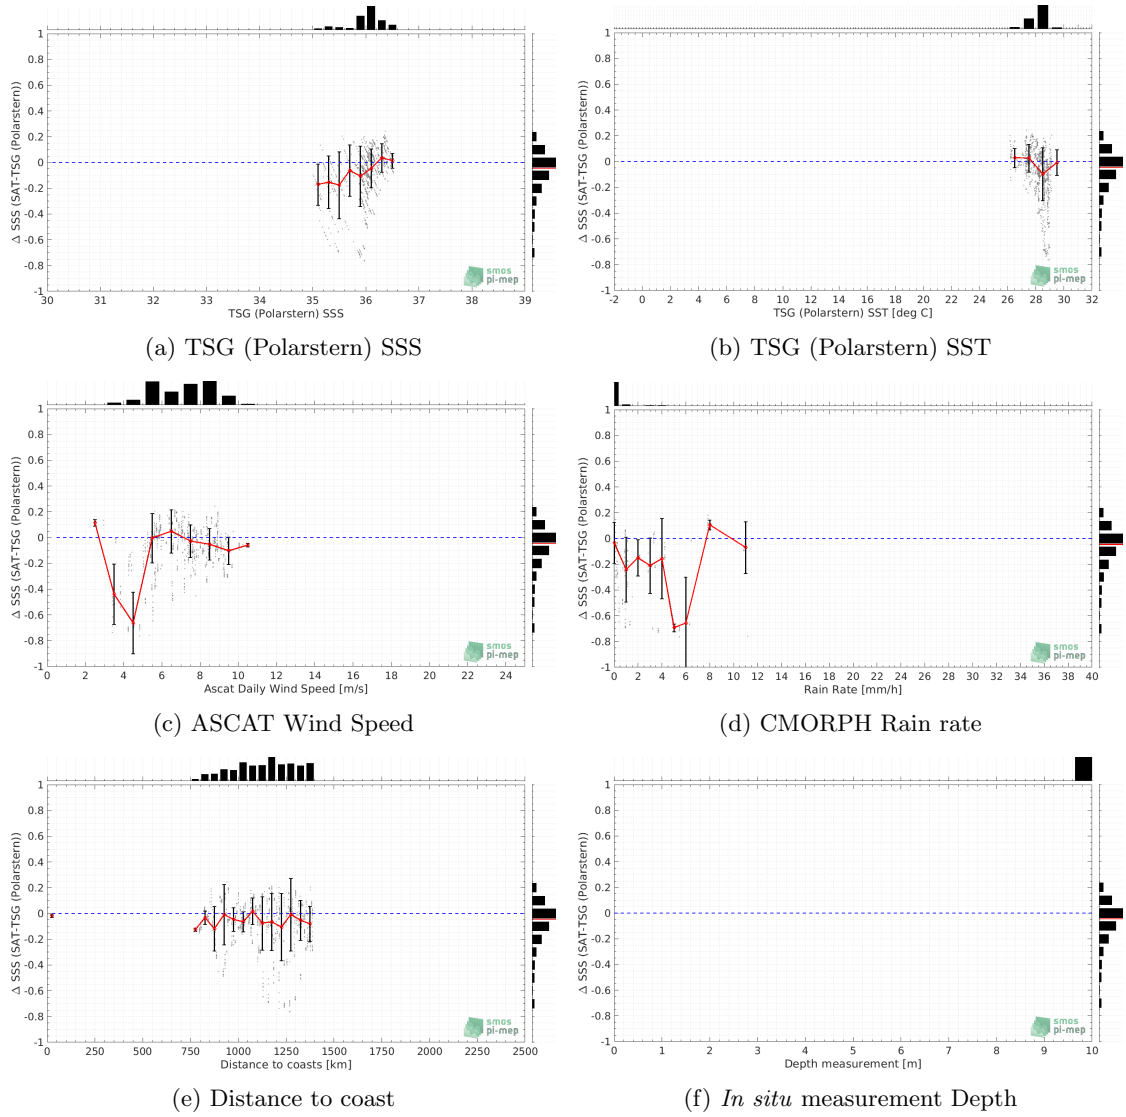 1
0.8
0.6
0.4
0.2
0
-0.2
-0.4
-0.6
-0.8
-1
Δ SSS (SAT-TSG (Polarstern))
30 31 32 33 34 35 36 37 38 39
TSG (Polarstern) SSS
smos
pi-mep
(a) TSG (Polarstern) SSS
1
0.8
0.6
0.4
0.2
0
-0.2
-0.4
-0.6
-0.8
-1
Δ SSS (SAT-TSG (Polarstern))
-2 0 2 4 6 8 10 12 14 16 18 20 22 24 26 28 30 32
TSG (Polarstern) SST [deg C]
smos
pi-mep
(b) TSG (Polarstern) SST
1
0.8
0.6
0.4
0.2
0
-0.2
-0.4
-0.6
-0.8
-1
Δ SSS (SAT-TSG (Polarstern))
0 2 4 6 8 10 12 14 16 18 20 22 24
Ascat Daily Wind Speed [m/s]
smos
pi-mep
(c) ASCAT Wind Speed
1
0.8
0.6
0.4
0.2
0
-0.2
-0.4
-0.6
-0.8
-1
Δ SSS (SAT-TSG (Polarstern))
0 2 4 6 8 10 12 14 16 18 20 22 24 26 28 30 32 34 36 38 40
Rain Rate [mm/h]
smos
pi-mep
(d) CMORPH Rain rate
1
0.8
0.6
0.4
0.2
0
-0.2
-0.4
-0.6
-0.8
-1
Δ SSS (SAT-TSG (Polarstern))
0 250 500 750 1000 1250 1500 1750 2000 2250 2500
Distance to coasts [km]
smos
pi-mep
(e) Distance to coast
1
0.8
0.6
0.4
0.2
0
-0.2
-0.4
-0.6
-0.8
-1
Δ SSS (SAT-TSG (Polarstern))
0 1 2 3 4 5 6 7 8 9 10
Depth measurement [m]
smos
pi-mep
(f) In situ measurement Depth